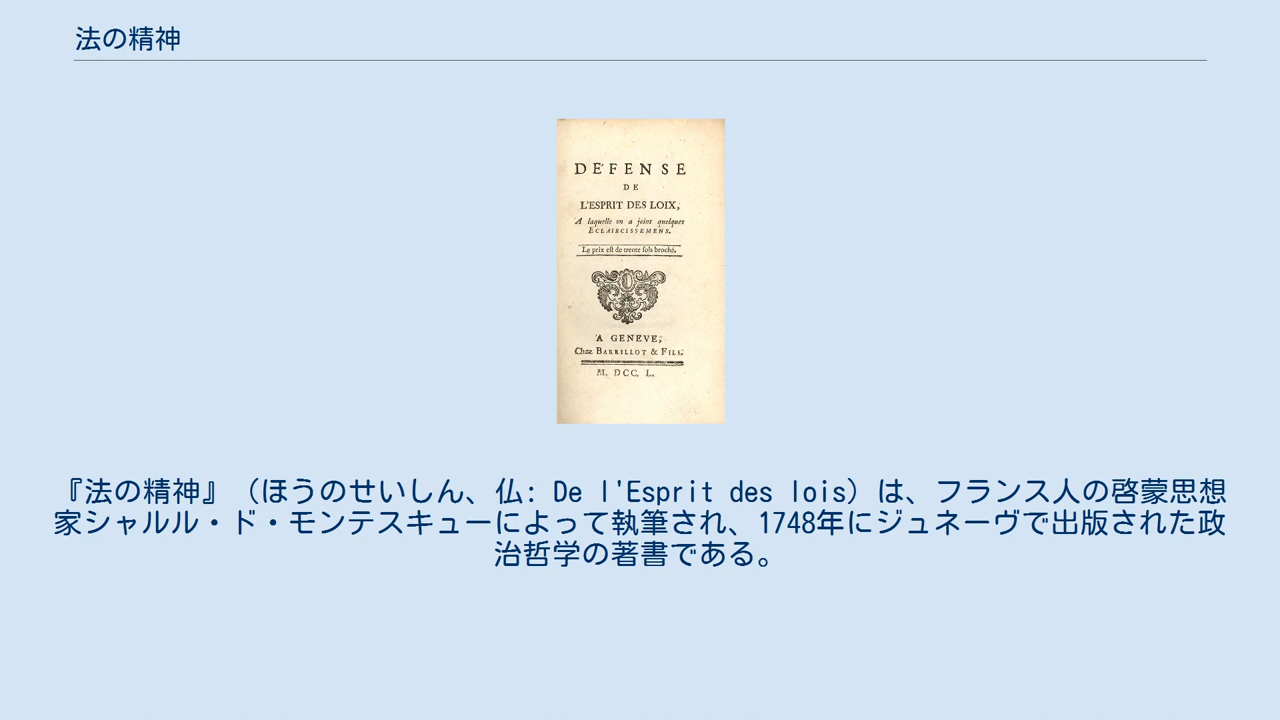 法の精神
DÉFENSE
DE
L'ESPRIT DES LOIX,
A laquelle on a joint quelques
ECLAIRCISSEMENS.
Le prix est de trente sols broché.
A GENEVE,
Chez BARRILLOT & FILS.
M. DCC. L.
『法の精神』（ほうのせいしん、仏: De l'Esprit des lois）は、フランス人の啓蒙思想
家シャルル・ド・モンテスキューによって執筆され、1748年にジュネーヴで出版された政
治哲学の著書である。